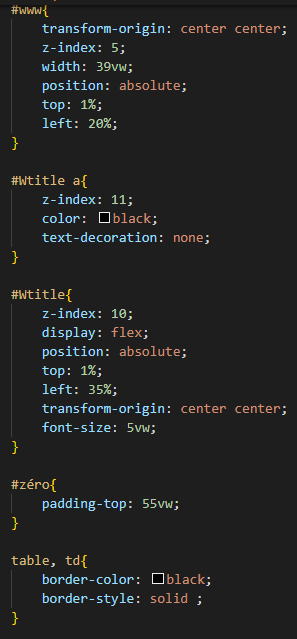 #www{
transform-origin: center center;
z-index: 5;
width: 39vw;
position: absolute;
top: 1%;
left: 20%;
}
#Wtitle a{
z-index: 11;
color: black;
text-decoration: none;
}
#Wtitle{
z-index: 10;
display: flex;
position: absolute;
top: 1%;
left: 35%;
transform-origin: center center;
font-size: 5vw;
}
#zéro{
padding-top: 55vw;
}
table, td{
border-color: black;
border-style: solid ;
}